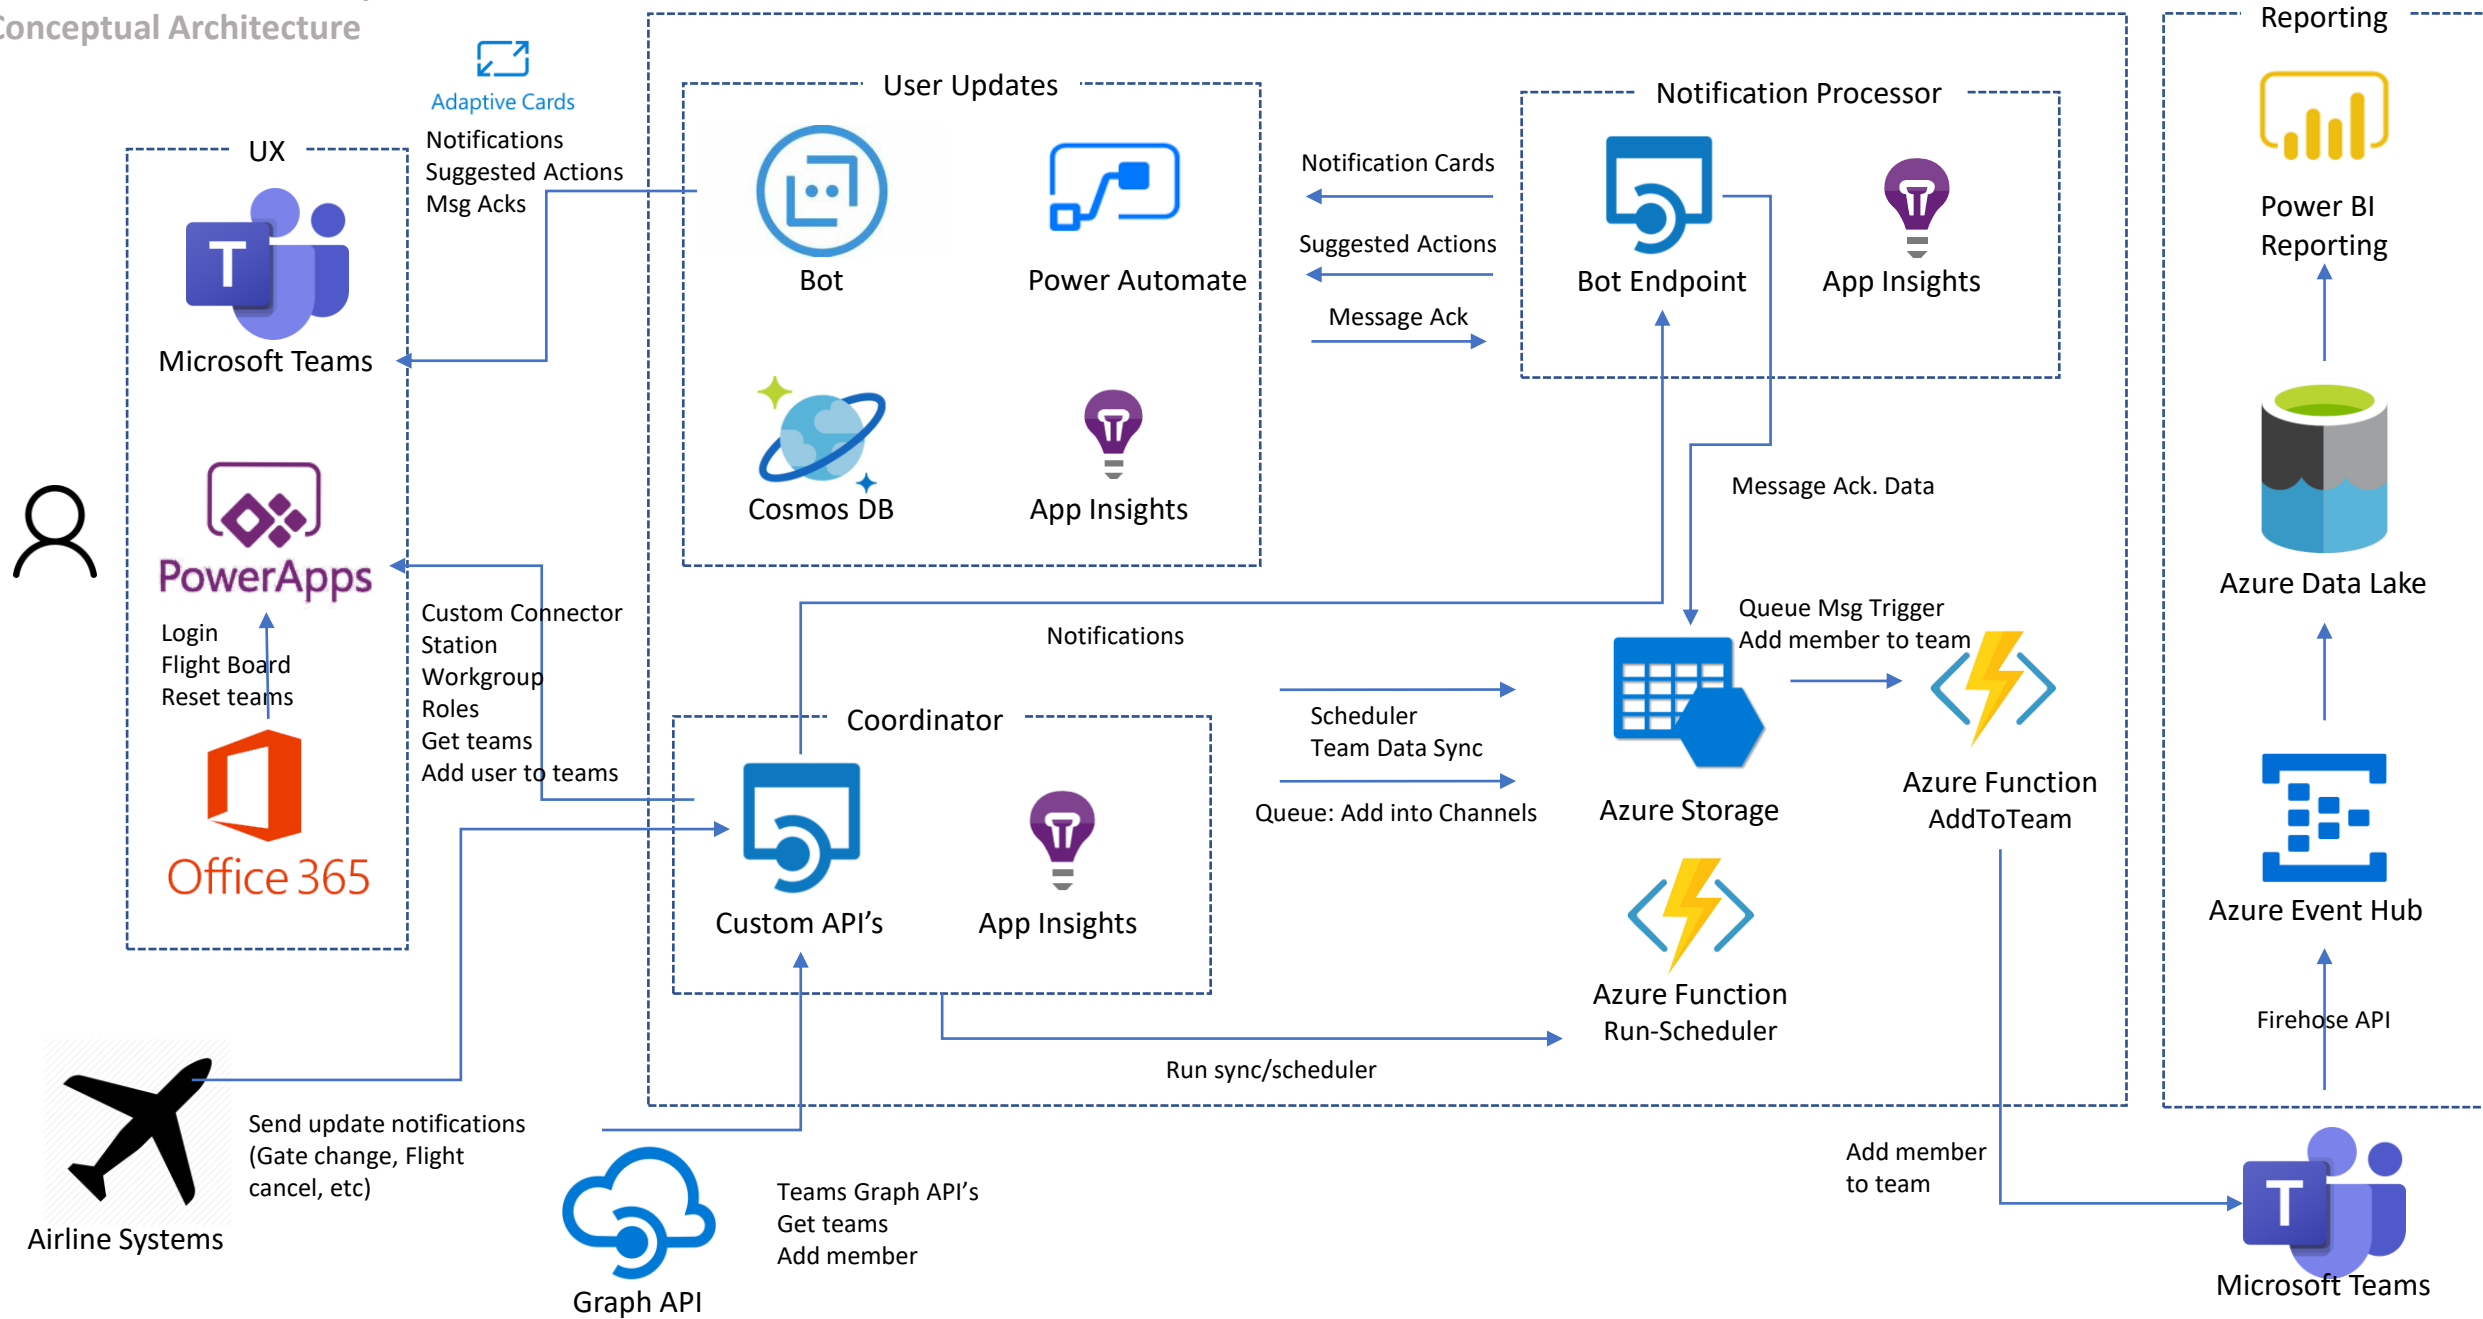 Conceptual Architecture
Adaptive Cards
Notifications
Suggested Actions
Msg Acks
UX
T
Microsoft Teams
PowerApps
Login
Flight Board
Reset teams
Office 365
Custom Connector
Station
Workgroup
Roles
Get teams
Add user to teams
Airline Systems
Send update notifications
(Gate change, Flight
cancel, etc)
Graph API
Teams Graph API's
Get teams
Add member
User Updates
Bot
Power Automate
Cosmos DB
App Insights
Notification Cards
Suggested Actions
Message Ack
Notification Processor
Bot Endpoint
App Insights
Message Ack. Data
Notifications
Coordinator
Custom API's
App Insights
Scheduler
Team Data Sync
Queue: Add into Channels
Azure Storage
Queue Msg Trigger
Add member to team
Azure Function
AddToTeam
Azure Function
Run-Scheduler
Run sync/scheduler
Add member
to team
Reporting
Power BI
Reporting
Azure Data Lake
Azure Event Hub
Firehose API
T
Microsoft Teams